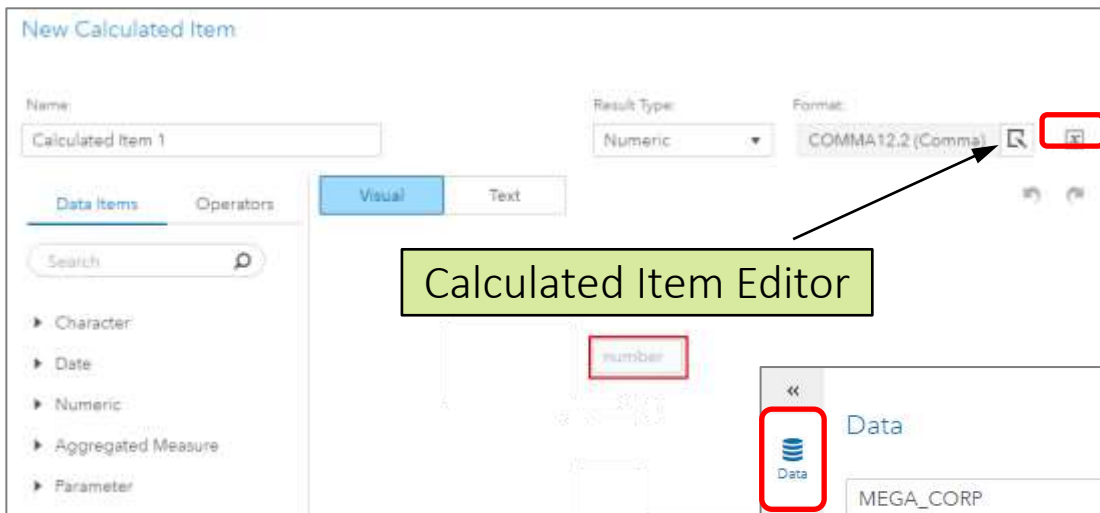 New Calculated Item
Name:
Result Type:
Format:
Calculated Item 1
Numeric
COMMA12.2 (Comma)
Data Items
Operators
Visual
Text
Search
Calculated Item Editor
Character
Date
Numeric
Aggregated Measure
Parameter
number
«
Data
Data
MEGA_CORP